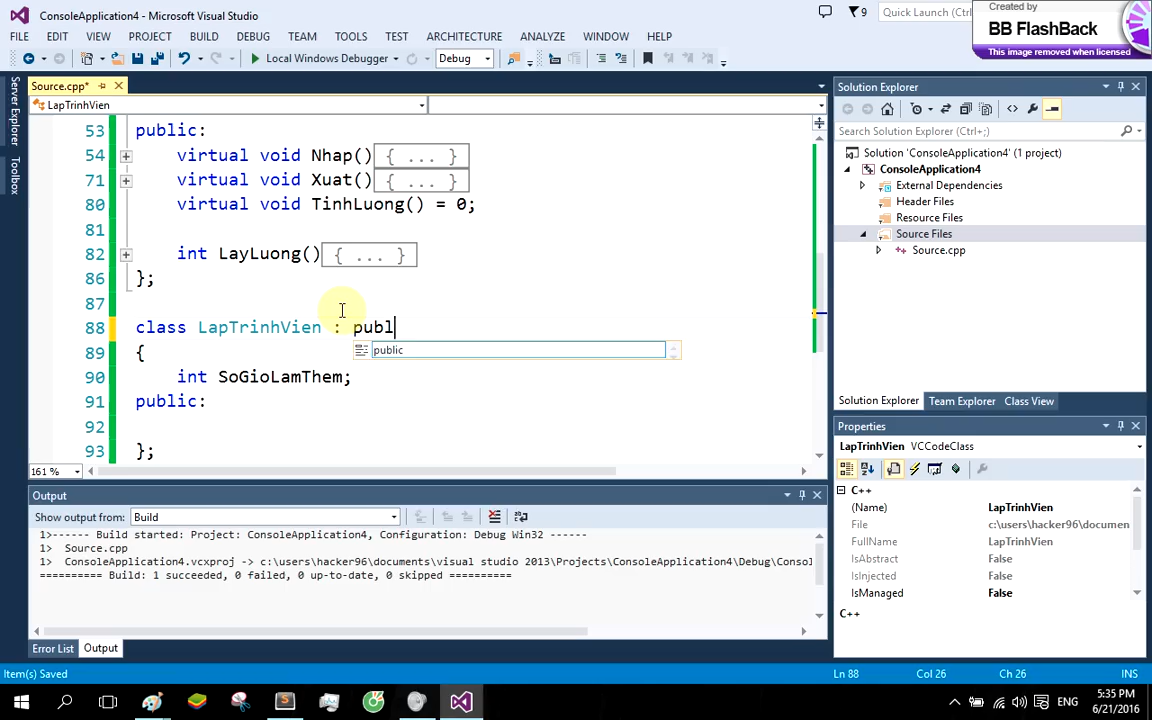 ConsoleApplication4 - Microsoft Visual Studio
9
Quick Launch (Ctrl
Created by
BB FlashBack
This image removed when licensed
FILE EDIT VIEW PROJECT BUILD DEBUG TEAM TOOLS TEST ARCHITECTURE ANALYZE WINDOW HELP
Local Windows Debugger Debug
Server Explorer
Toolbox
Source.cpp*
LapTrinhVien
53 public:
54 virtual void Nhap(){ ... }
71 virtual void Xuat(){ ... }
80 virtual void TinhLuong() = 0;
81
82 int LayLuong(){ ... }
86 };
87
88 class LapTrinhVien : publ
public
89 {
90 int SoGioLamThem;
91 public:
92
93 };
161 %
Output
Show output from: Build
1>------ Build started: Project: ConsoleApplication4, Configuration: Debug Win32 ------
1> Source.cpp
1> ConsoleApplication4.vcxproj -> c:\users\hacker96\documents\visual studio 2013\Projects\ConsoleApplication4\Debug\Consol
========== Build: 1 succeeded, 0 failed, 0 up-to-date, 0 skipped ==========
Error List Output
Solution Explorer
Search Solution Explorer (Ctrl+;)
Solution 'ConsoleApplication4' (1 project)
ConsoleApplication4
External Dependencies
Header Files
Resource Files
Source Files
Source.cpp
Solution Explorer Team Explorer Class View
Properties
LapTrinhVien VCCodeClass
C++
(Name) LapTrinhVien
File c:\users\hacker96\documen
FullName LapTrinhVien
IsAbstract False
IsInjected False
IsManaged False
C++
Item(s) Saved Ln 88 Col 26 Ch 26 INS
ENG
5:35 PM
6/21/2016